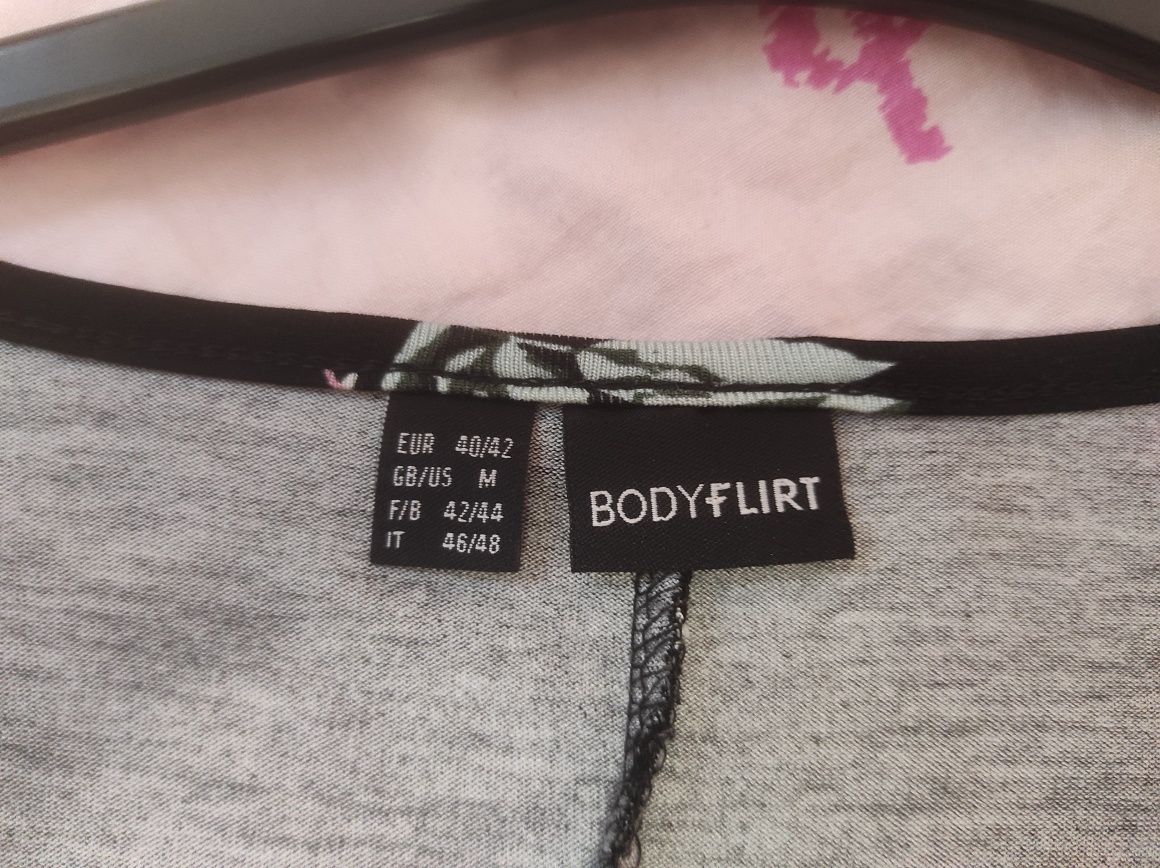 EUR 40/42
GB/US M
F/B 42/44
IT 46/48
BODYFLIRT